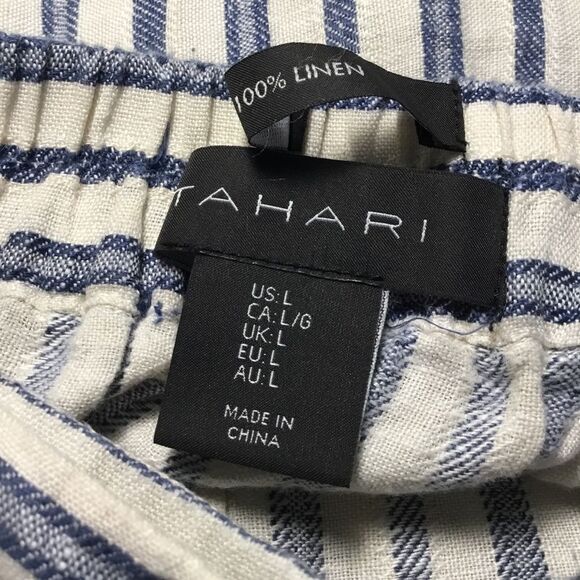 100% LINEN
TAHARI
US: L
CA: L/G
UK: L
EU: L
AU: L
MADE IN
CHINA